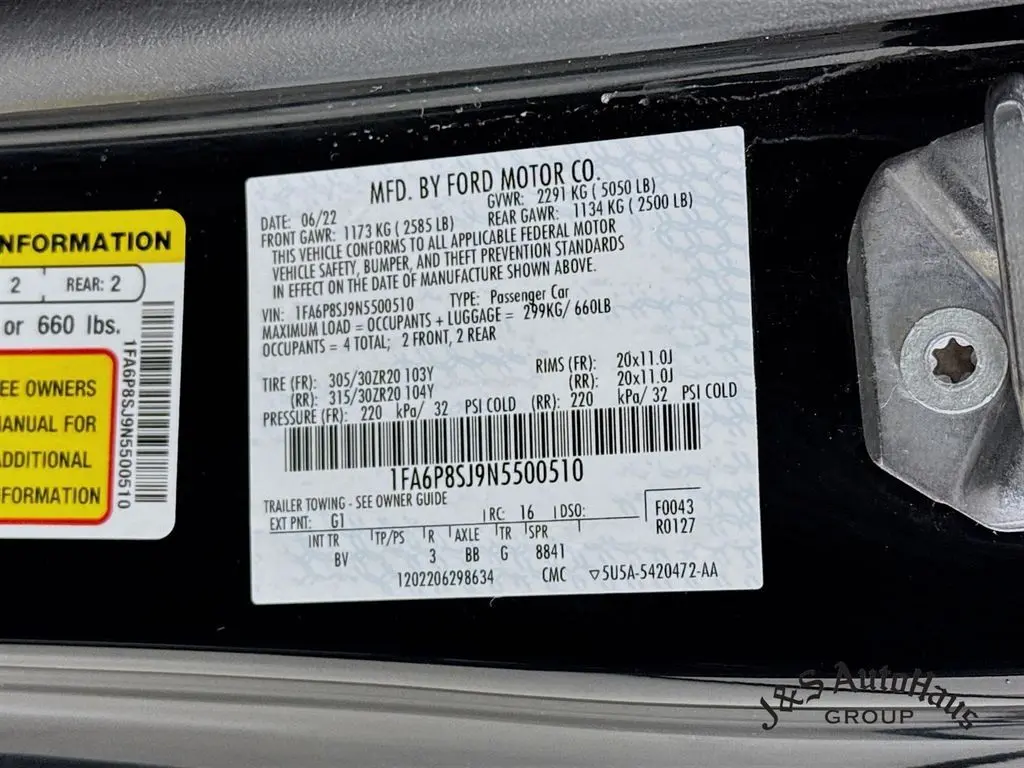 NFORMATION
2 REAR: 2
or 660 lbs.
EE OWNERS
MANUAL FOR
ADDITIONAL
FORMATION
1FA6P8SJ9N5500510
MFD. BY FORD MOTOR CO.
DATE: 06/22 GVWR: 2291 KG ( 5050 LB)
FRONT GAWR: 1173 KG ( 2585 LB) REAR GAWR: 1134 KG ( 2500 LB)
THIS VEHICLE CONFORMS TO ALL APPLICABLE FEDERAL MOTOR
VEHICLE SAFETY, BUMPER, AND THEFT PREVENTION STANDARDS
IN EFFECT ON THE DATE OF MANUFACTURE SHOWN ABOVE.
VIN: 1FA6P8SJ9N5500510 TYPE: Passenger Car
MAXIMUM LOAD = OCCUPANTS + LUGGAGE = 299KG/ 660LB
OCCUPANTS = 4 TOTAL; 2 FRONT, 2 REAR
TIRE (FR): 305/30ZR20 103Y RIMS (FR): 20x11.0J
(RR): 315/30ZR20 104Y (RR): 20x11.0J
PRESSURE (FR): 220 kPa/ 32 PSI COLD (RR): 220 kPa/ 32 PSI COLD
1FA6P8SJ9N5500510
TRAILER TOWING - SEE OWNER GUIDE
EXT PNT: G1 RC: 16 DSO: F0043
R0127
INT TR TP/PS R AXLE TR SPR
BV 3 BB G 8841
1202206298634 CMC ▽5U5A-5420472-AA
J&S AutoHaus
GROUP